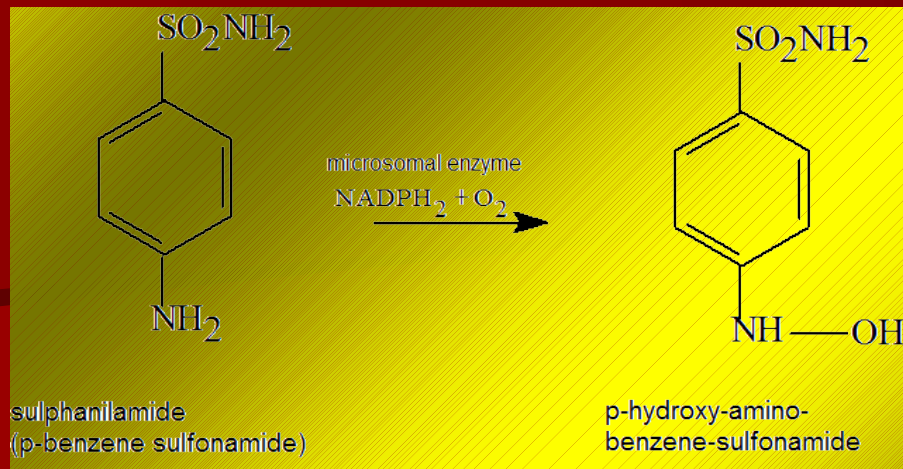 SO2NH2
SO2NH2
microsomal enzyme
NADPH2 + O2
NH2
NH — OH
sulphanilamide
(p-benzene sulfonamide)
p-hydroxy-amino-
benzene-sulfonamide